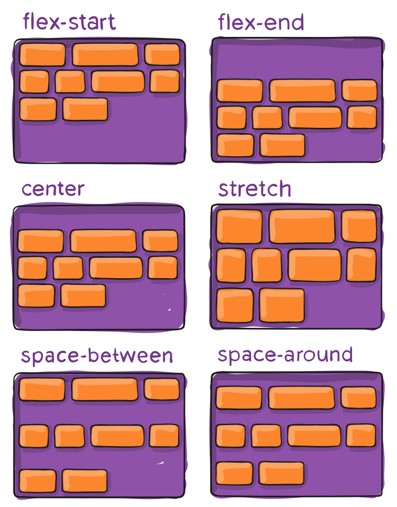 flex-start
flex-end
center
stretch
space-between
space-around